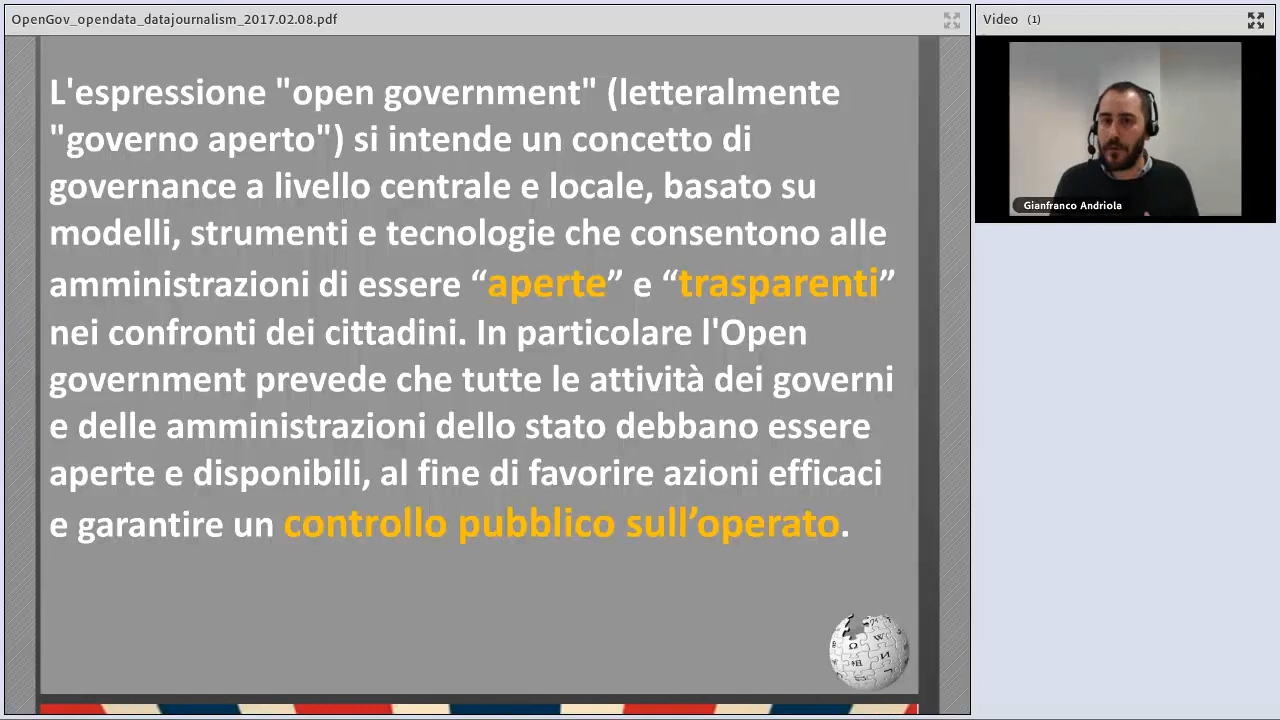 OpenGov_opendata_datajournalism_2017.02.08.pdf
Video (1)
L'espressione "open government" (letteralmente
"governo aperto") si intende un concetto di
governance a livello centrale e locale, basato su
modelli, strumenti e tecnologie che consentono alle
amministrazioni di essere “aperte” e “trasparenti”
nei confronti dei cittadini. In particolare l'Open
government prevede che tutte le attività dei governi
e delle amministrazioni dello stato debbano essere
aperte e disponibili, al fine di favorire azioni efficaci
e garantire un controllo pubblico sull’operato.
Gianfranco Andriola
Ω W
И